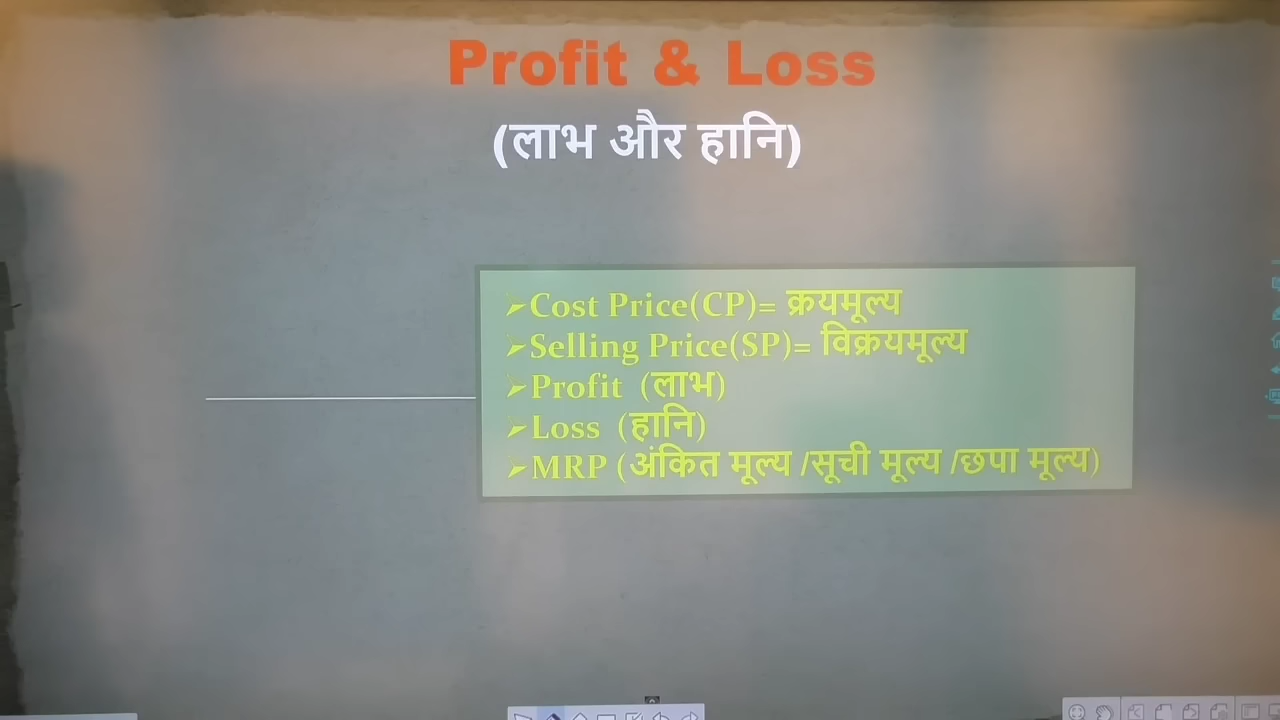 Profit & Loss
(लाभ और हानि)
➢Cost Price(CP)= क्रयमूल्य
➢Selling Price(SP)= विक्रयमूल्य
➢Profit (लाभ)
➢Loss (हानि)
➢MRP (अंकित मूल्य /सूची मूल्य /छपा मूल्य)